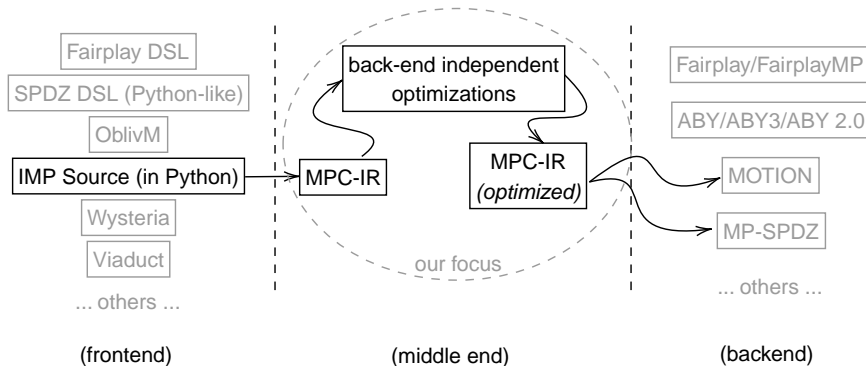 Fairplay DSL
SPDZ DSL (Python-like)
OblivM
IMP Source (in Python)
Wysteria
Viaduct
... others ...
(frontend)
back-end independent
optimizations
MPC-IR
MPC-IR
(optimized)
our focus
(middle end)
Fairplay/FairplayMP
ABY/ABY3/ABY 2.0
MOTION
MP-SPDZ
... others ...
(backend)